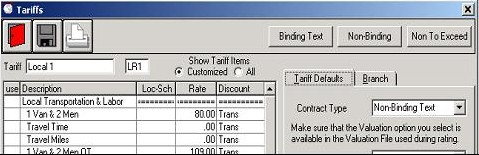 Tariffs
Binding Text Non-Binding Non To Exceed
Tariff Local 1 LR1 Show Tariff Items
Customized All
use Description Loc-Sch Rate Discount
Local Transportation & Labor ========= ========= =========
1 Van & 2 Men 80.00 Trans
Travel Time .00 Trans
Travel Miles .00 Trans
1 Van & 2 Men OT 109.00 Trans
Tariff Defaults Branch
Contract Type Non-Binding Text
Make sure that the Valuation option you select is
available in the Valuation File used during rating.